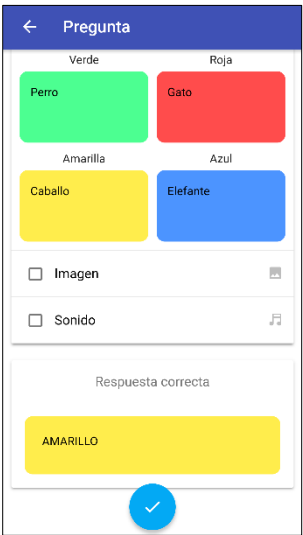 Pregunta
Verde Roja
Perro Gato
Amarilla Azul
Caballo Elefante
Imagen
Sonido
Respuesta correcta
AMARILLO